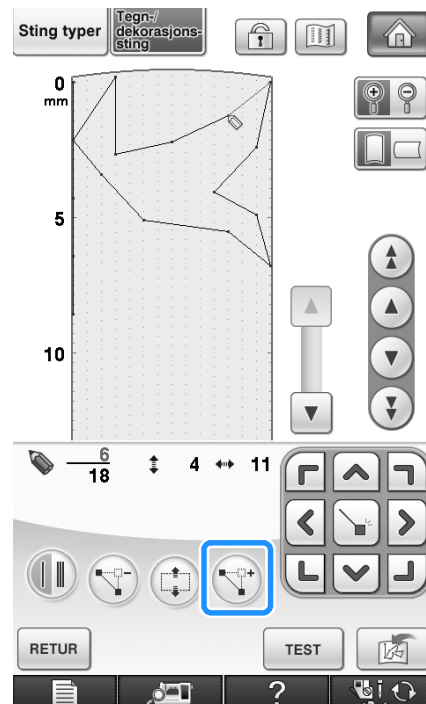 Sting typer
Tegn-/
dekorasjons-
sting
0
mm
5
10
6
18
4
11
RETUR
TEST
?